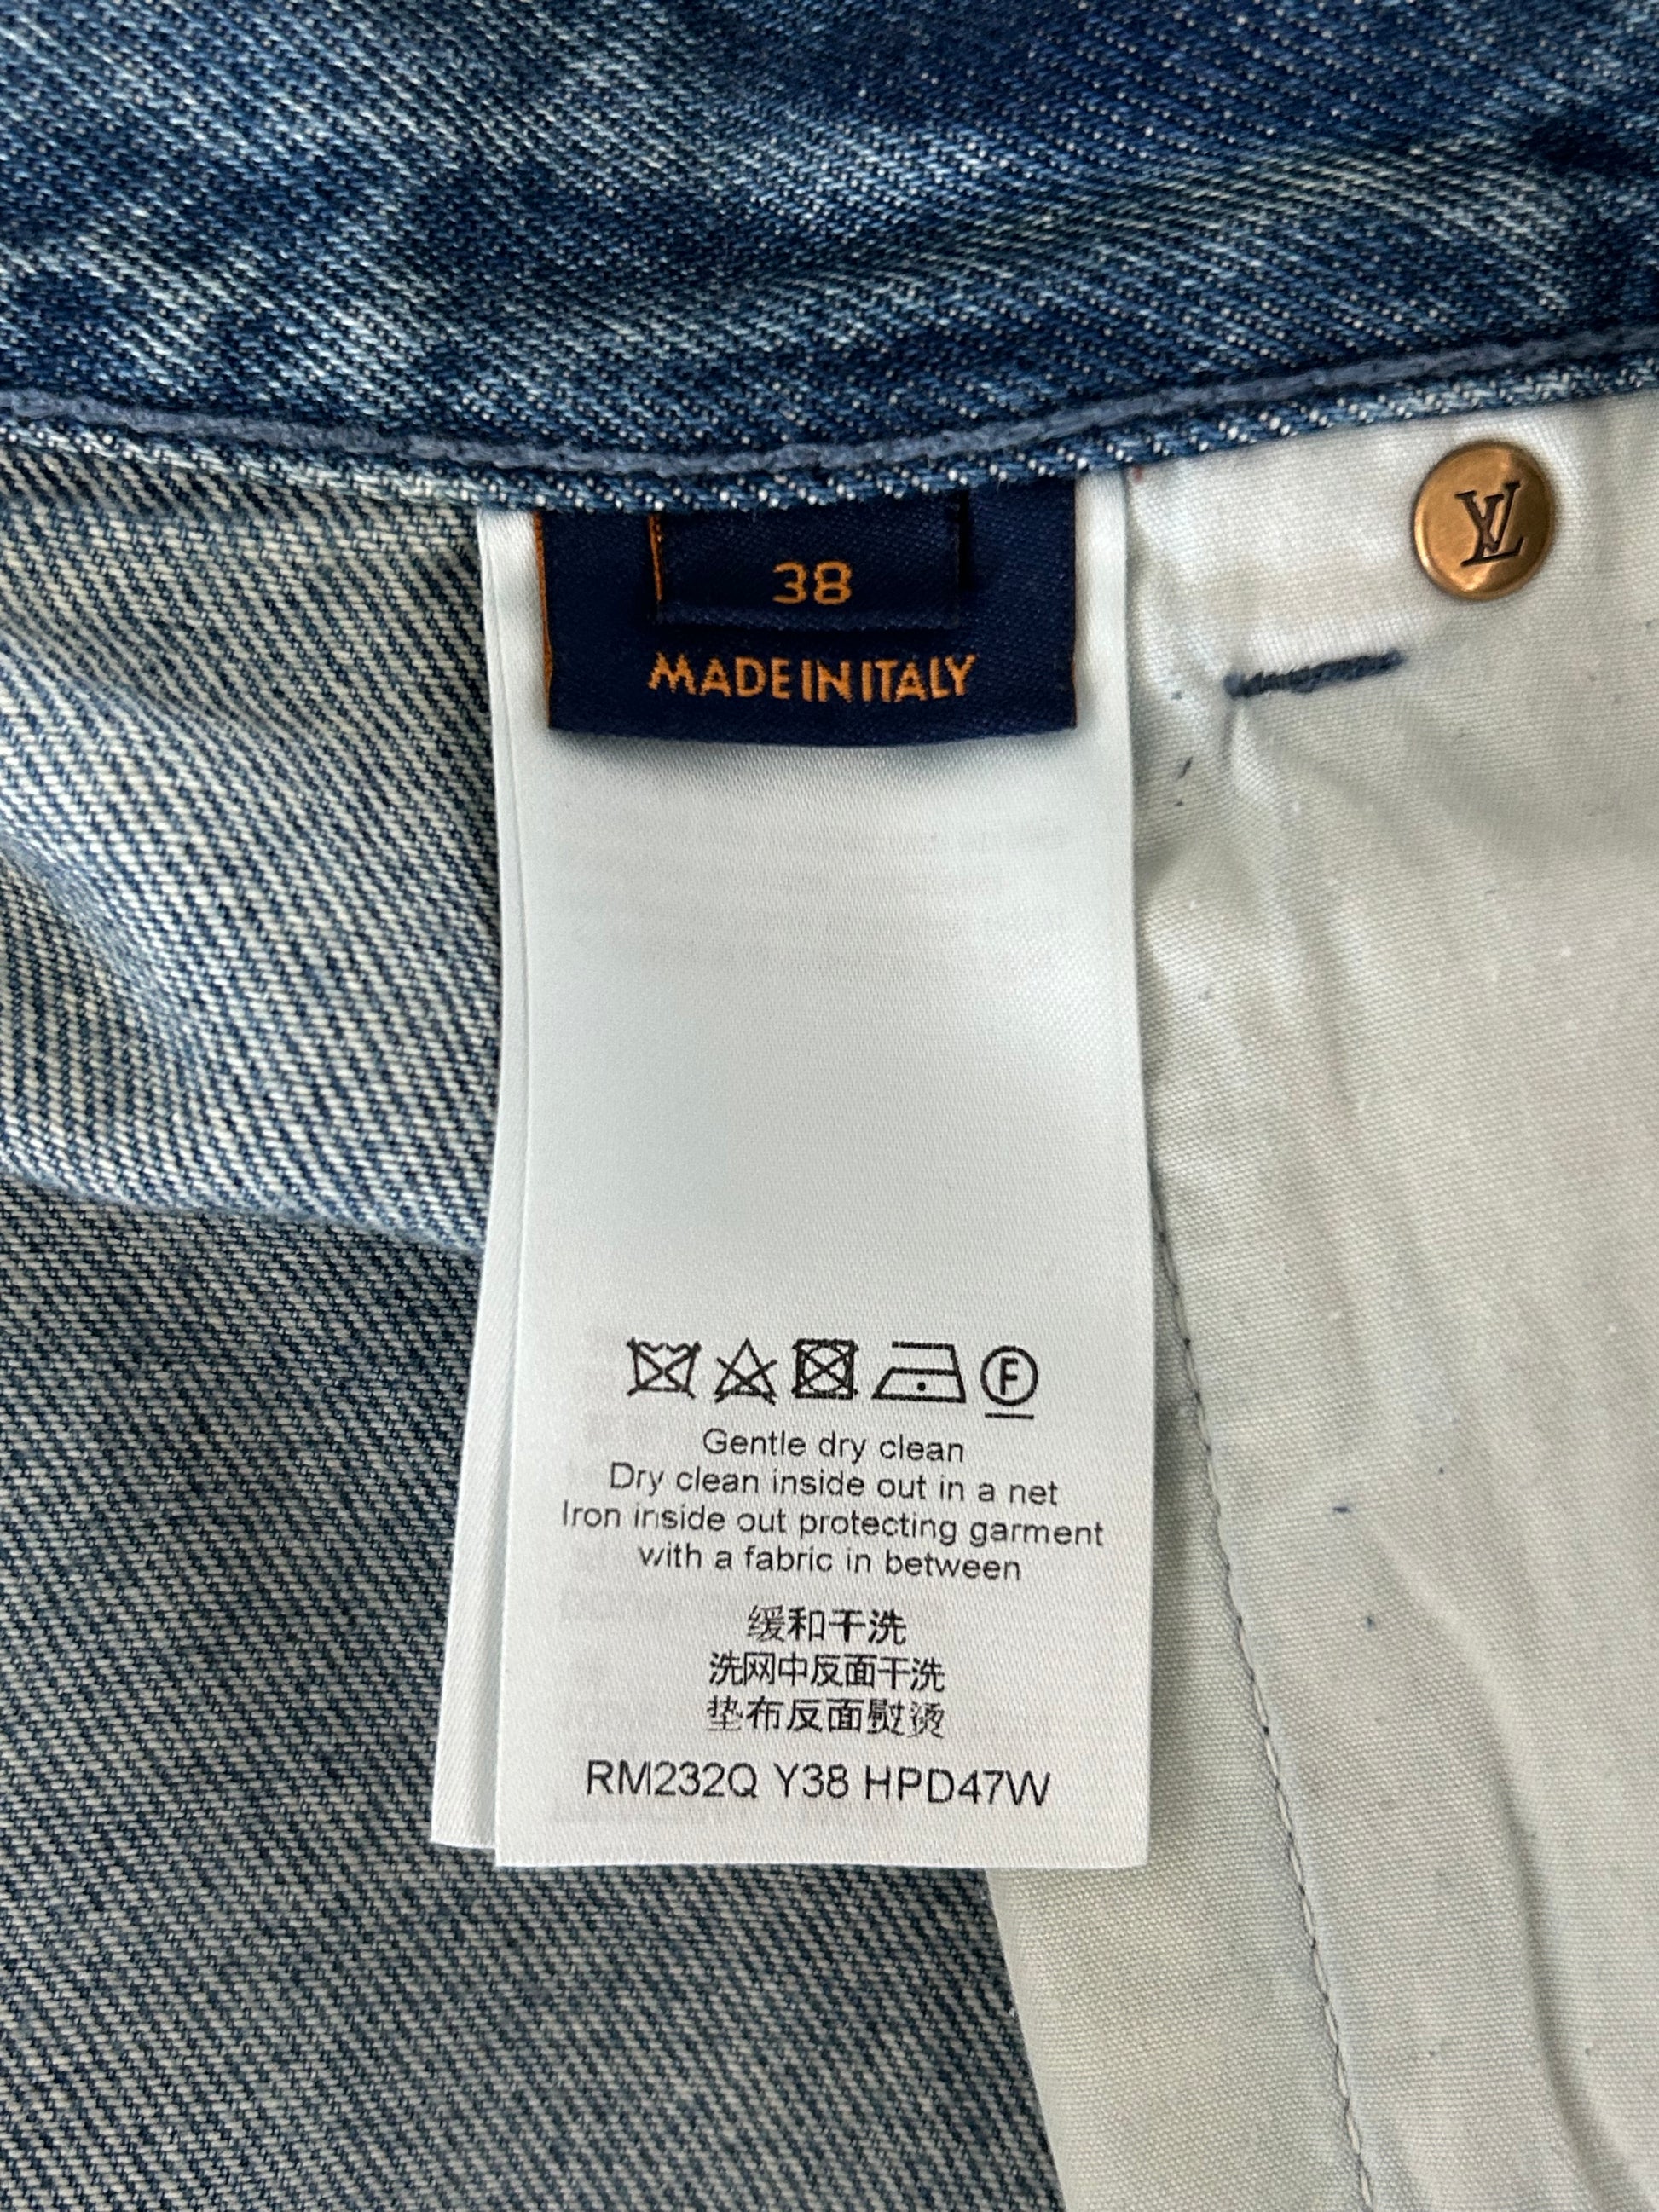 LV
38
MADE IN ITALY
F
Gentle dry clean
Dry clean inside out in a net
Iron inside out protecting garment
with a fabric in between
缓和干洗
洗网中反面干洗
垫布反面熨烫
RM232Q Y38 HPD47W